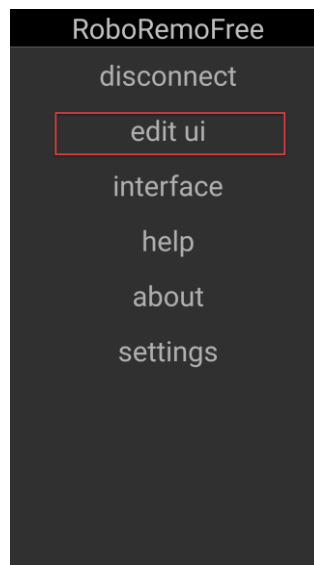 RoboRemoFree
disconnect
edit ui
interface
help
about
settings